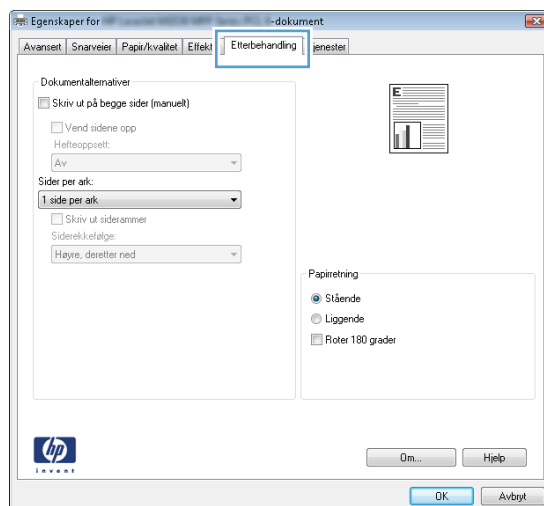 Egenskaper for -dokument
Avansert Snarveier Papir/kvalitet Effekt Etterbehandling jenester
Dokumentalternativer
Skriv ut på begge sider (manuelt)
Vend sidene opp
Hefteoppsett:
Av
Sider per ark:
1 side per ark
Skriv ut siderammer
Siderekkefølge:
Høyre, deretter ned
E
Papirretning
Stående
Liggende
Roter 180 grader
hp
invent
Om... Hjelp
OK Avbryt